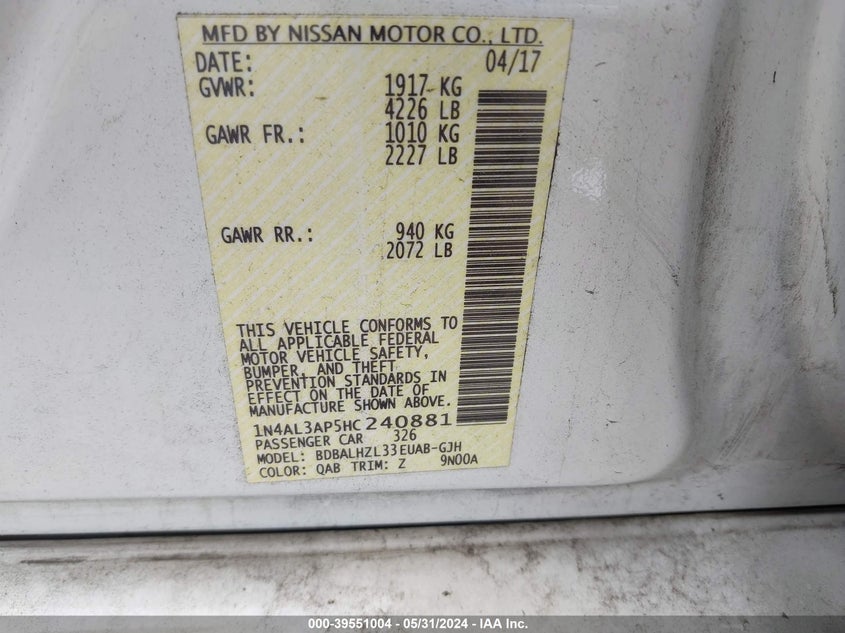 MFD BY NISSAN MOTOR CO., LTD.
DATE: 04/17
GVWR: 1917 KG
4226 LB
GAWR FR.: 1010 KG
2227 LB
GAWR RR.: 940 KG
2072 LB
THIS VEHICLE CONFORMS TO
ALL APPLICABLE FEDERAL
MOTOR VEHICLE SAFETY,
BUMPER, AND THEFT
PREVENTION STANDARDS IN
EFFECT ON THE DATE OF
MANUFACTURE SHOWN ABOVE.
1N4AL3AP5HC240881
PASSENGER CAR 326
MODEL: BDBALHZL33EUAB-GJH
COLOR: QAB TRIM: Z 9N00A
000-39551004 / 05/31/2024 - IAA Inc.